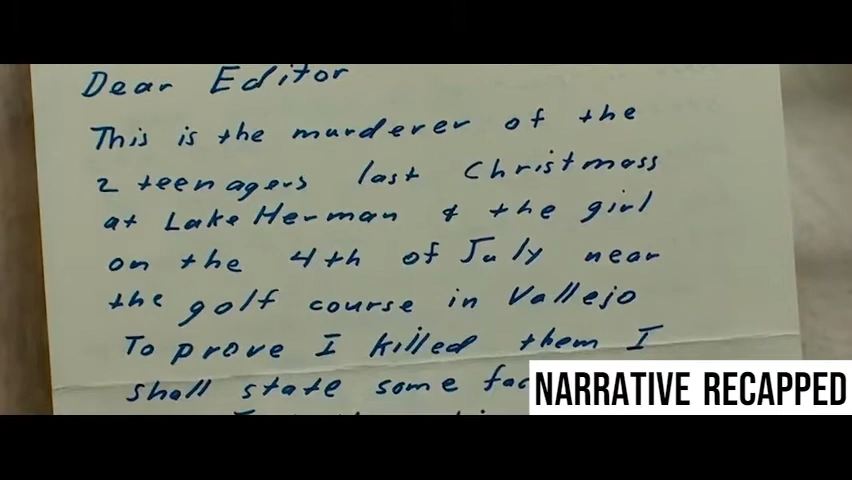 Dear Editor
This is the murderer of the
2 teenagers last Christmass
at Lake Herman & the girl
on the 4th of July near
the golf course in Vallejo
To prove I killed them I
shall state some
NARRATIVE RECAPPED